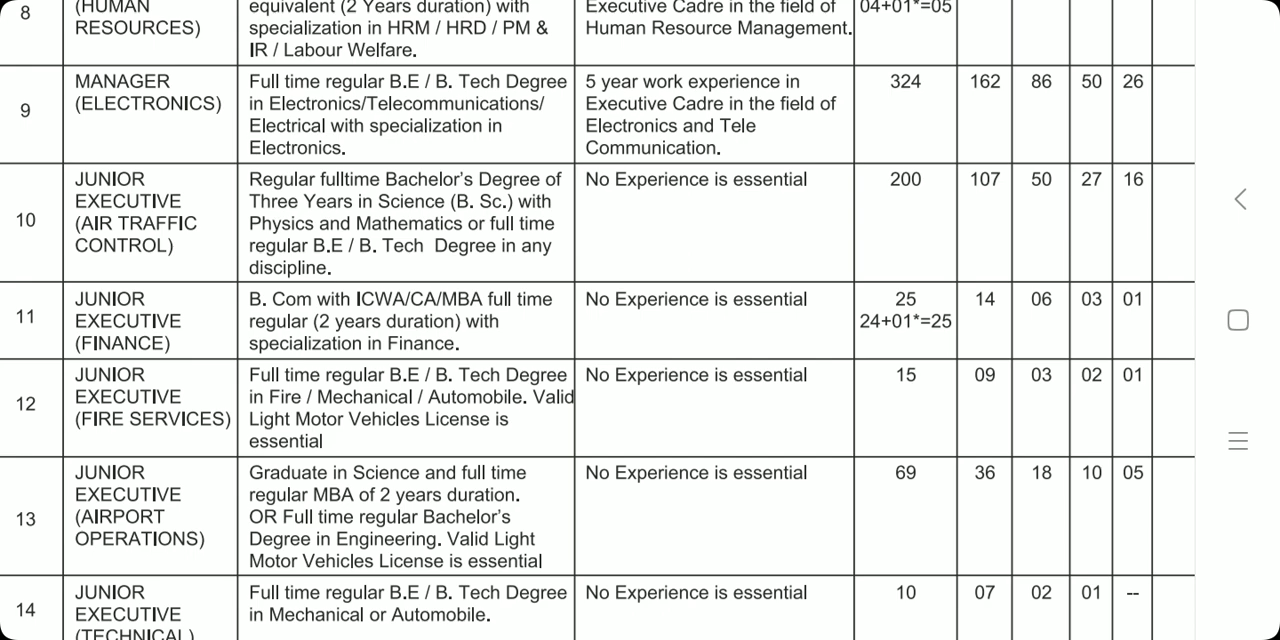 8
(HUMAN
RESOURCES)
equivalent (2 Years duration) with
specialization in HRM / HRD / PM &
IR / Labour Welfare.
Executive Cadre in the field of
Human Resource Management.
04+01*=05
9
MANAGER
(ELECTRONICS)
Full time regular B.E / B. Tech Degree
in Electronics/Telecommunications/
Electrical with specialization in
Electronics.
5 year work experience in
Executive Cadre in the field of
Electronics and Tele
Communication.
324
162
86
50
26
10
JUNIOR
EXECUTIVE
(AIR TRAFFIC
CONTROL)
Regular fulltime Bachelor's Degree of
Three Years in Science (B. Sc.) with
Physics and Mathematics or full time
regular B.E / B. Tech Degree in any
discipline.
No Experience is essential
200
107
50
27
16
11
JUNIOR
EXECUTIVE
(FINANCE)
B. Com with ICWA/CA/MBA full time
regular (2 years duration) with
specialization in Finance.
No Experience is essential
25
24+01*=25
14
06
03
01
12
JUNIOR
EXECUTIVE
(FIRE SERVICES)
Full time regular B.E / B. Tech Degree
in Fire / Mechanical / Automobile. Valid
Light Motor Vehicles License is
essential
No Experience is essential
15
09
03
02
01
13
JUNIOR
EXECUTIVE
(AIRPORT
OPERATIONS)
Graduate in Science and full time
regular MBA of 2 years duration.
OR Full time regular Bachelor's
Degree in Engineering. Valid Light
Motor Vehicles License is essential
No Experience is essential
69
36
18
10
05
14
JUNIOR
EXECUTIVE
(TECHNICAL)
Full time regular B.E / B. Tech Degree
in Mechanical or Automobile.
No Experience is essential
10
07
02
01
--